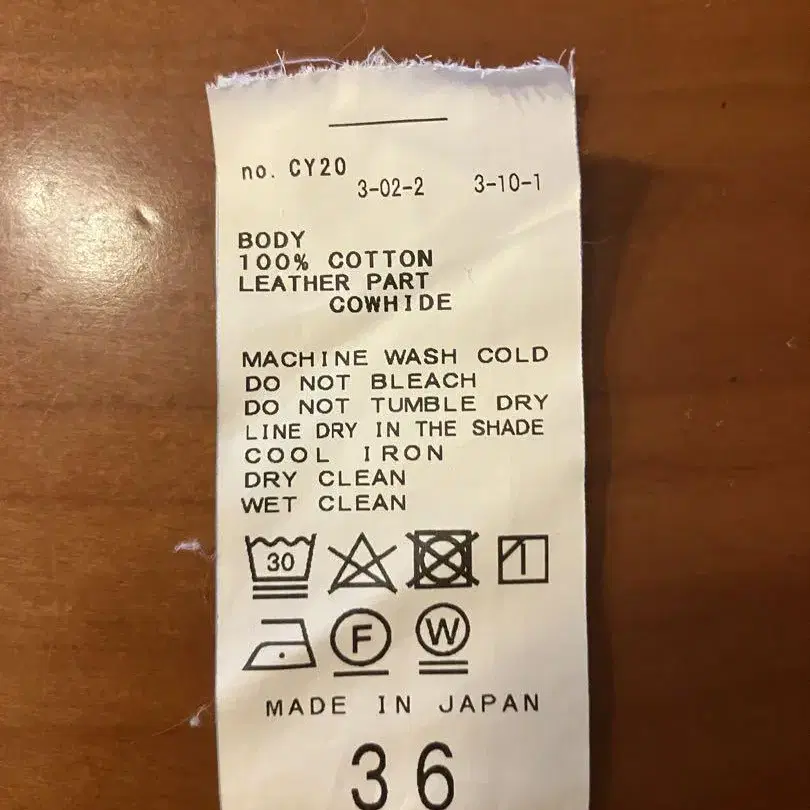 no. CY20
3-02-2 3-10-1
BODY
100% COTTON
LEATHER PART
COWHIDE
MACHINE WASH COLD
DO NOT BLEACH
DO NOT TUMBLE DRY
LINE DRY IN THE SHADE
COOL IRON
DRY CLEAN
WET CLEAN
30
F W
MADE IN JAPAN
36